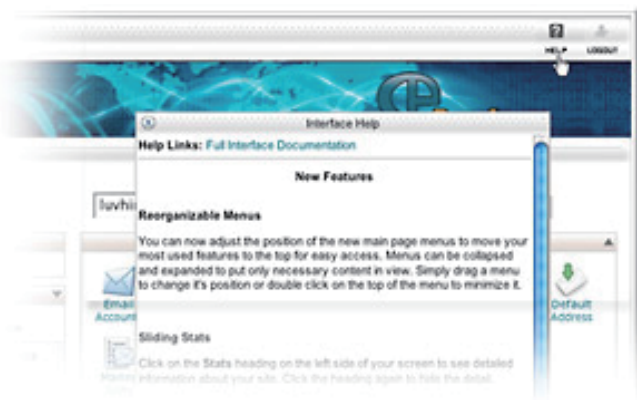 HELP LOGOUT
Interface Help
Help Links: Full Interface Documentation
New Features
luvhi
Reorganizable Menus
You can now adjust the position of the new main page menus to move your
most used features to the top for easy access. Menus can be collapsed
and expanded to put only necessary content in view. Simply drag a menu
to change it's position or double click on the top of the menu to minimize it.
Email
Account
Default
Address
Sliding Stats
Click on the Stats heading on the left side of your screen to see detailed
information about your site. Click the heading again to hide the detail.